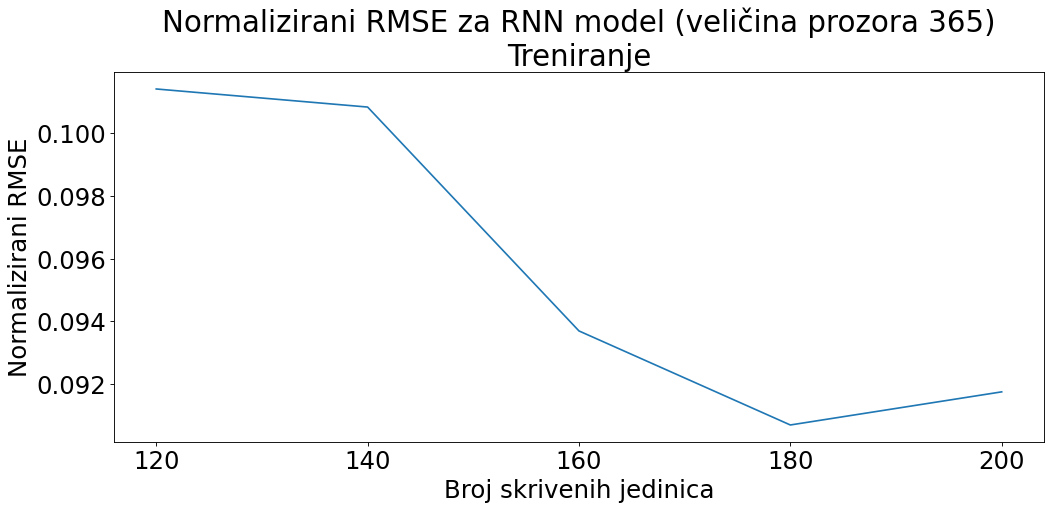 Normalizirani RMSE za RNN model (veličina prozora 365)
Treniranje
Normalizirani RMSE
0.100
0.098
0.096
0.094
0.092
120 140 160 180 200
Broj skrivenih jedinica